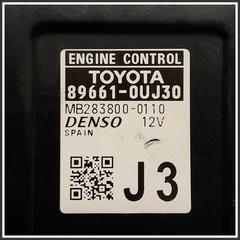 ENGINE CONTROL
TOYOTA
89661-0UJ30
MB283800-0110
DENSO 12V
SPAIN
J3